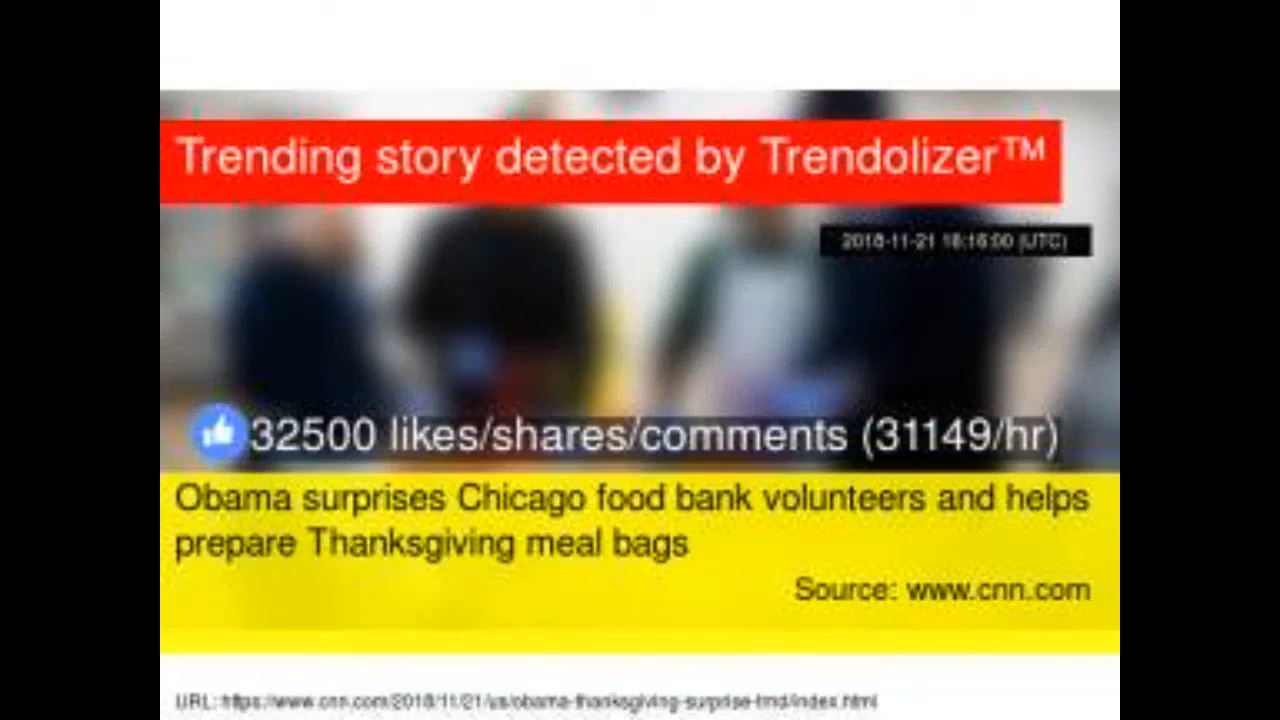 Trending story detected by Trendolizer™
2018-11-21 18:16:00 (UTC)
32500 likes/shares/comments (31149/hr)
Obama surprises Chicago food bank volunteers and helps
prepare Thanksgiving meal bags
Source: www.cnn.com
URL: https://www.cnn.com/2018/11/21/us/obama-thanksgiving-surprise-trnd/index.html